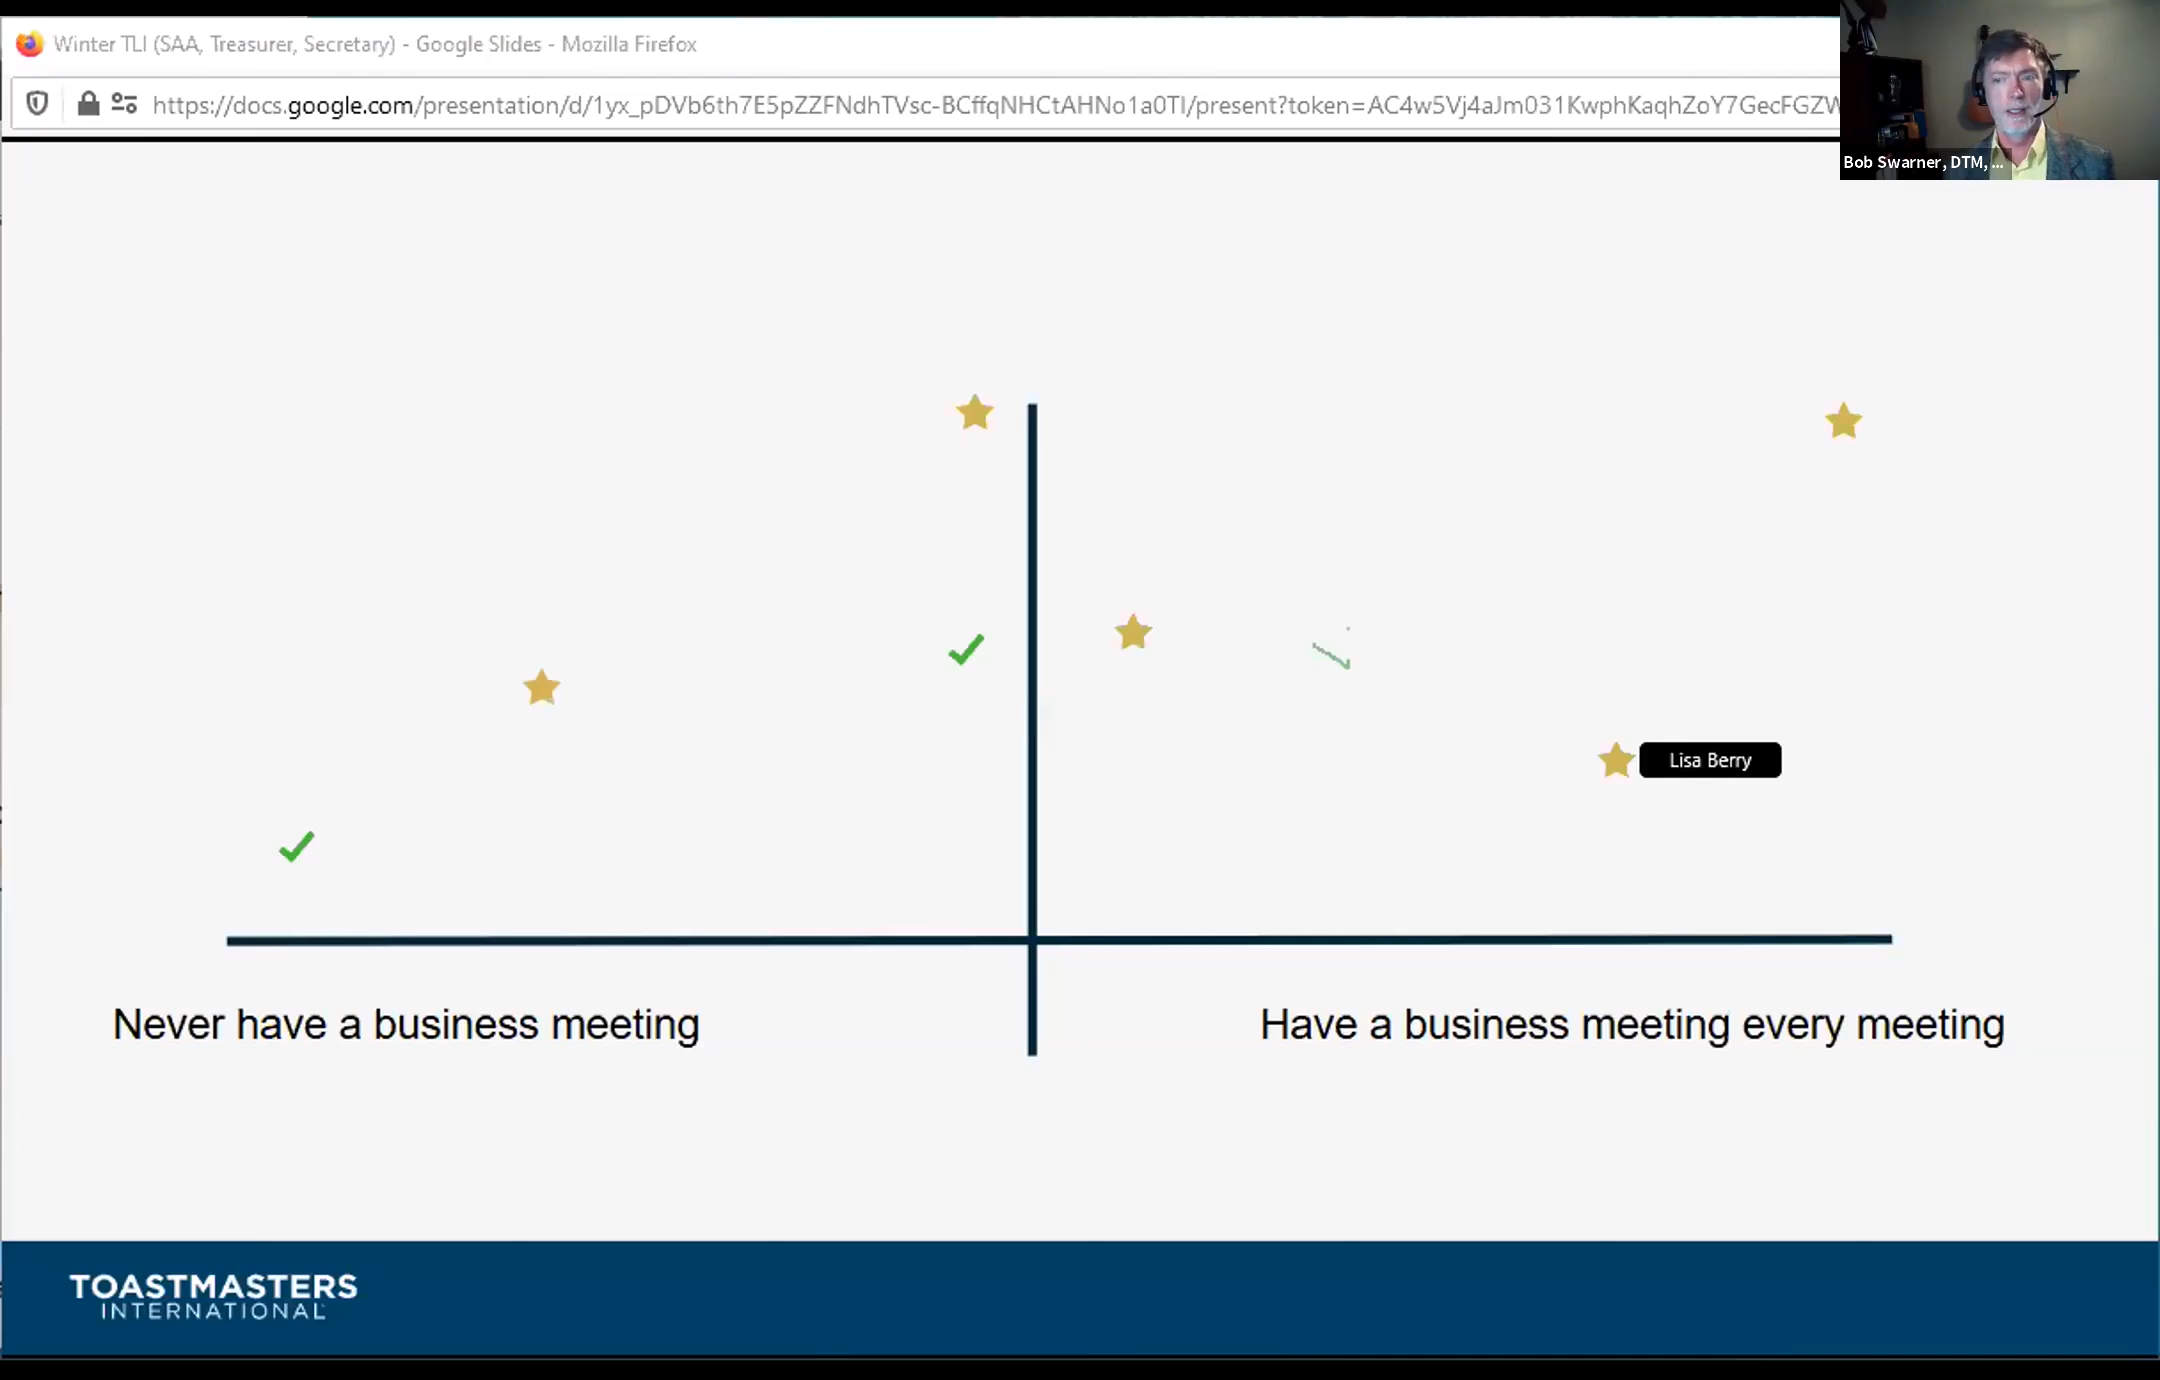 Winter TLI (SAA, Treasurer, Secretary) - Google Slides - Mozilla Firefox
https://docs.google.com/presentation/d/1yx_pDVb6th7E5pZZFNdhTVsc-BCffqNHCtAHNo1a0TI/present?token=AC4w5Vj4aJm031KwphKaqhZoY7GecFGZW
Bob Swarner, DTM, ...
Lisa Berry
Never have a business meeting
Have a business meeting every meeting
TOASTMASTERS
INTERNATIONAL